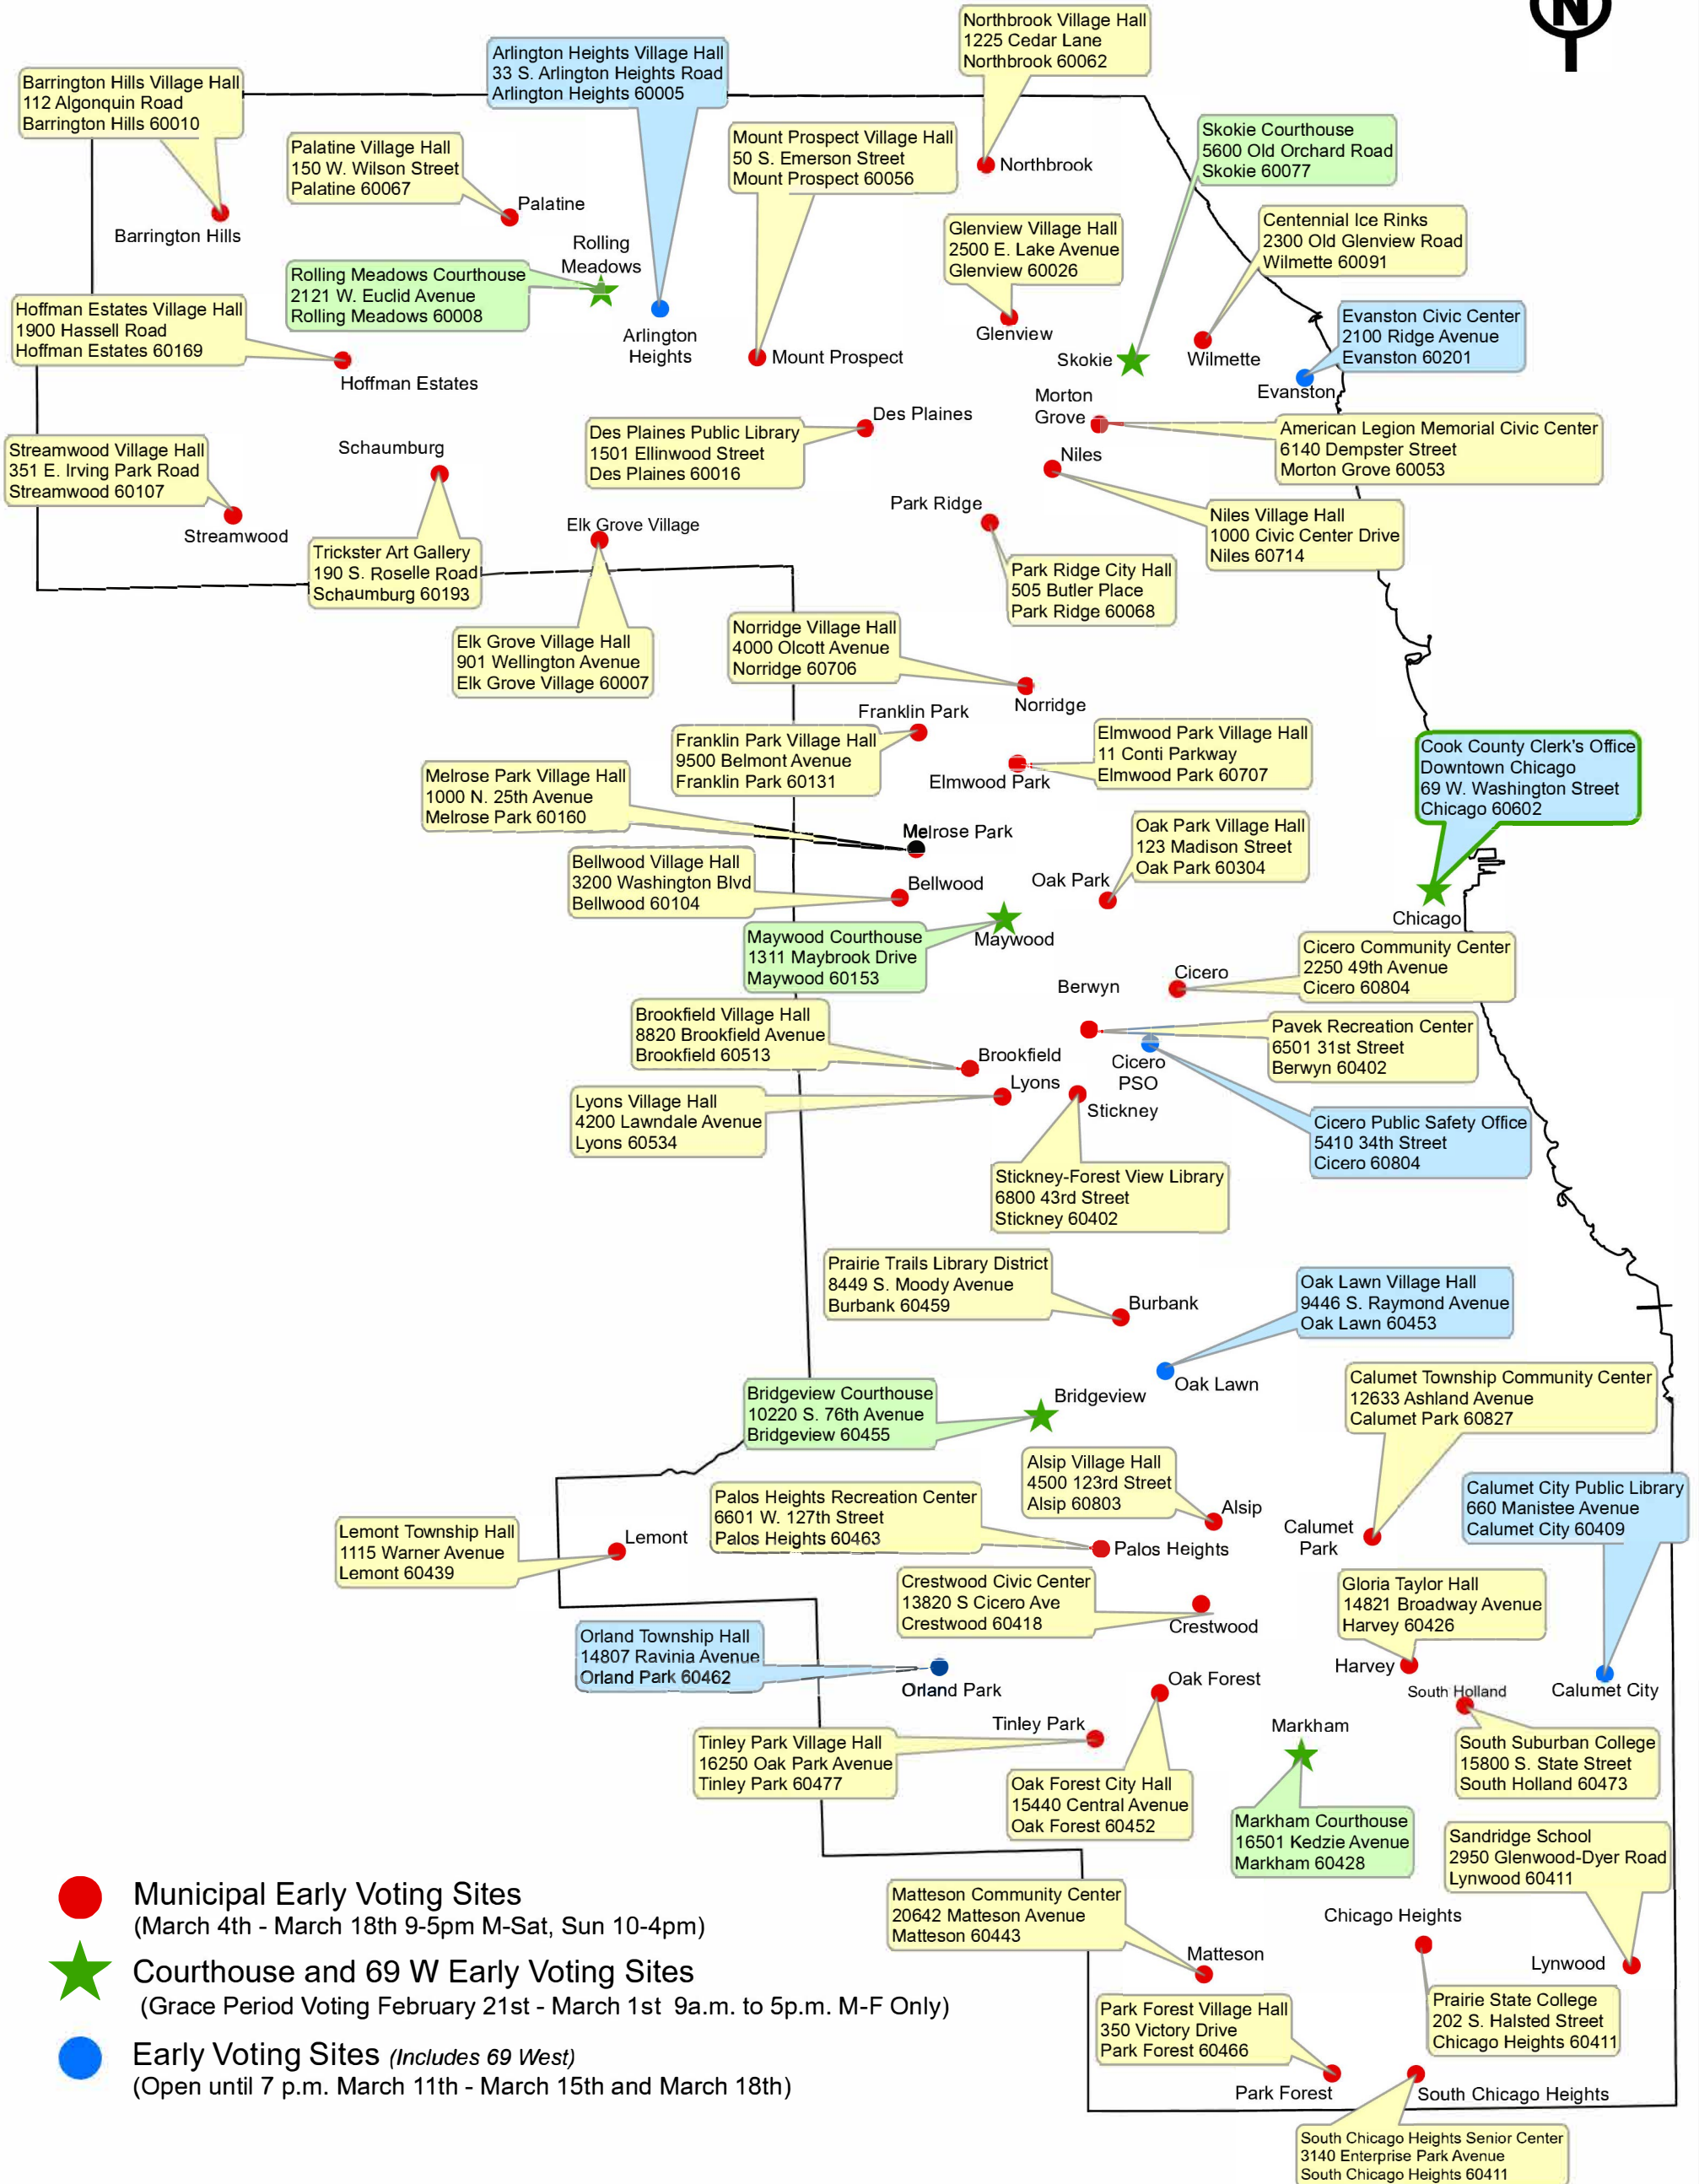 N
Northbrook Village Hall
1225 Cedar Lane
Northbrook 60062
Arlington Heights Village Hall
33 S. Arlington Heights Road
Arlington Heights 60005
Barrington Hills Village Hall
112 Algonquin Road
Barrington Hills 60010
Palatine Village Hall
150 W. Wilson Street
Palatine 60067
Mount Prospect Village Hall
50 S. Emerson Street
Mount Prospect 60056
Skokie Courthouse
5600 Old Orchard Road
Skokie 60077
Northbrook
Palatine
Barrington Hills
Rolling
Meadows
Glenview Village Hall
2500 E. Lake Avenue
Glenview 60026
Centennial Ice Rinks
2300 Old Glenview Road
Wilmette 60091
Rolling Meadows Courthouse
2121 W. Euclid Avenue
Rolling Meadows 60008
Hoffman Estates Village Hall
1900 Hassell Road
Hoffman Estates 60169
Arlington
Heights
Mount Prospect
Glenview
Skokie
Wilmette
Evanston Civic Center
2100 Ridge Avenue
Evanston 60201
Evanston
Hoffman Estates
Morton
Grove
Des Plaines
Des Plaines Public Library
1501 Ellinwood Street
Des Plaines 60016
American Legion Memorial Civic Center
6140 Dempster Street
Morton Grove 60053
Streamwood Village Hall
351 E. Irving Park Road
Streamwood 60107
Schaumburg
Niles
Park Ridge
Niles Village Hall
1000 Civic Center Drive
Niles 60714
Streamwood
Elk Grove Village
Trickster Art Gallery
190 S. Roselle Road
Schaumburg 60193
Park Ridge City Hall
505 Butler Place
Park Ridge 60068
Elk Grove Village Hall
901 Wellington Avenue
Elk Grove Village 60007
Norridge Village Hall
4000 Olcott Avenue
Norridge 60706
Norridge
Franklin Park
Franklin Park Village Hall
9500 Belmont Avenue
Franklin Park 60131
Elmwood Park Village Hall
11 Conti Parkway
Elmwood Park 60707
Elmwood Park
Cook County Clerk's Office
Downtown Chicago
69 W. Washington Street
Chicago 60602
Melrose Park Village Hall
1000 N. 25th Avenue
Melrose Park 60160
Melrose Park
Oak Park Village Hall
123 Madison Street
Oak Park 60304
Bellwood Village Hall
3200 Washington Blvd
Bellwood 60104
Bellwood
Oak Park
Chicago
Maywood Courthouse
1311 Maybrook Drive
Maywood 60153
Maywood
Cicero Community Center
2250 49th Avenue
Cicero 60804
Berwyn
Cicero
Brookfield Village Hall
8820 Brookfield Avenue
Brookfield 60513
Brookfield
Pavek Recreation Center
6501 31st Street
Berwyn 60402
Cicero
PSO
Lyons
Lyons Village Hall
4200 Lawndale Avenue
Lyons 60534
Stickney
Cicero Public Safety Office
5410 34th Street
Cicero 60804
Stickney-Forest View Library
6800 43rd Street
Stickney 60402
Prairie Trails Library District
8449 S. Moody Avenue
Burbank 60459
Burbank
Oak Lawn Village Hall
9446 S. Raymond Avenue
Oak Lawn 60453
Oak Lawn
Bridgeview Courthouse
10220 S. 76th Avenue
Bridgeview 60455
Bridgeview
Calumet Township Community Center
12633 Ashland Avenue
Calumet Park 60827
Alsip Village Hall
4500 123rd Street
Alsip 60803
Alsip
Palos Heights Recreation Center
6601 W. 127th Street
Palos Heights 60463
Palos Heights
Calumet
Park
Calumet City Public Library
660 Manistee Avenue
Calumet City 60409
Lemont Township Hall
1115 Warner Avenue
Lemont 60439
Lemont
Crestwood Civic Center
13820 S Cicero Ave
Crestwood 60418
Crestwood
Gloria Taylor Hall
14821 Broadway Avenue
Harvey 60426
Harvey
Orland Township Hall
14807 Ravinia Avenue
Orland Park 60462
Orland Park
Oak Forest
South Holland
Calumet City
Tinley Park
Tinley Park Village Hall
16250 Oak Park Avenue
Tinley Park 60477
Markham
South Suburban College
15800 S. State Street
South Holland 60473
Oak Forest City Hall
15440 Central Avenue
Oak Forest 60452
Markham Courthouse
16501 Kedzie Avenue
Markham 60428
Sandridge School
2950 Glenwood-Dyer Road
Lynwood 60411
Matteson Community Center
20642 Matteson Avenue
Matteson 60443
Matteson
Chicago Heights
Lynwood
Prairie State College
202 S. Halsted Street
Chicago Heights 60411
Park Forest Village Hall
350 Victory Drive
Park Forest 60466
Park Forest
South Chicago Heights
South Chicago Heights Senior Center
3140 Enterprise Park Avenue
South Chicago Heights 60411
Municipal Early Voting Sites
(March 4th - March 18th 9-5pm M-Sat, Sun 10-4pm)
Courthouse and 69 W Early Voting Sites
(Grace Period Voting February 21st - March 1st 9a.m. to 5p.m. M-F Only)
Early Voting Sites (Includes 69 West)
(Open until 7 p.m. March 11th - March 15th and March 18th)